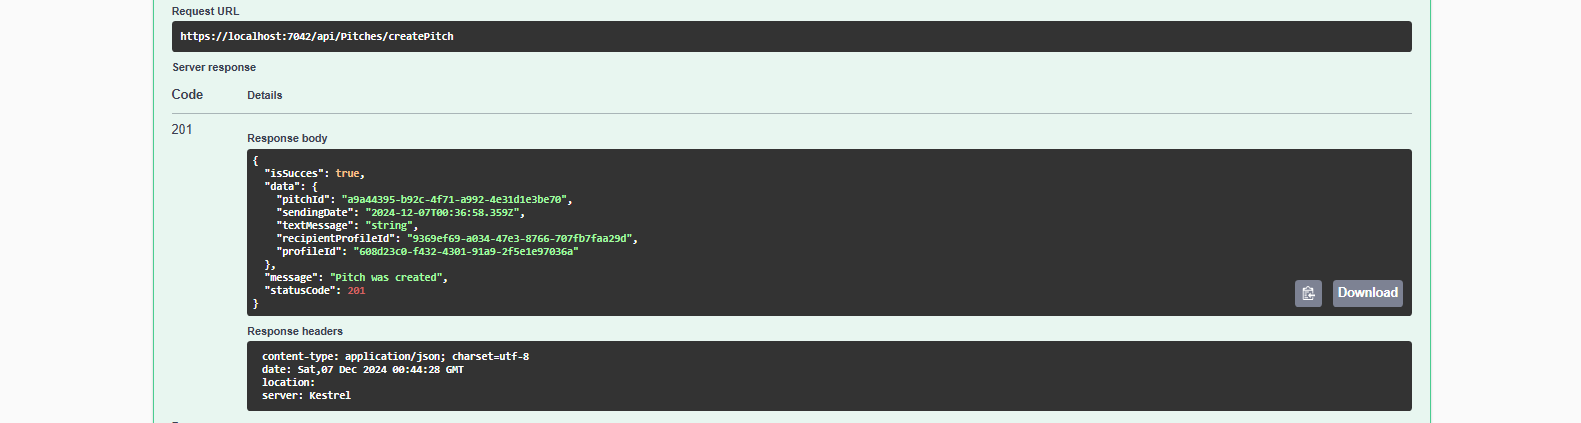 Request URL
https://localhost:7042/api/Pitches/createPitch
Server response
Code Details
201
Response body
{
"isSucces": true,
"data": {
"pitchId": "a9a44395-b92c-4f71-a992-4e31d1e3be70",
"sendingDate": "2024-12-07T00:36:58.359Z",
"textMessage": "string",
"recipientProfileId": "9369ef69-a034-47e3-8766-707fb7faa29d",
"profileId": "608d23c0-f432-4301-91a9-2f5e1e97036a"
},
"message": "Pitch was created",
"statusCode": 201
}
Download
Response headers
content-type: application/json; charset=utf-8
date: Sat,07 Dec 2024 00:44:28 GMT
location:
server: Kestrel